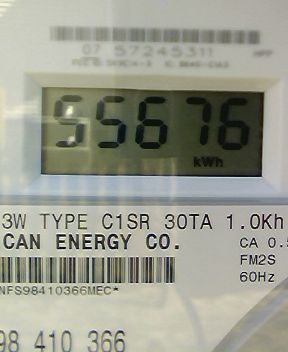 07 57245311
55676
kWh
3W TYPE C1SR 30TA 1.0Kh
CAN ENERGY CO.
CA 0.5
FM2S
60Hz
NFS98410366MEC*
98 410 366